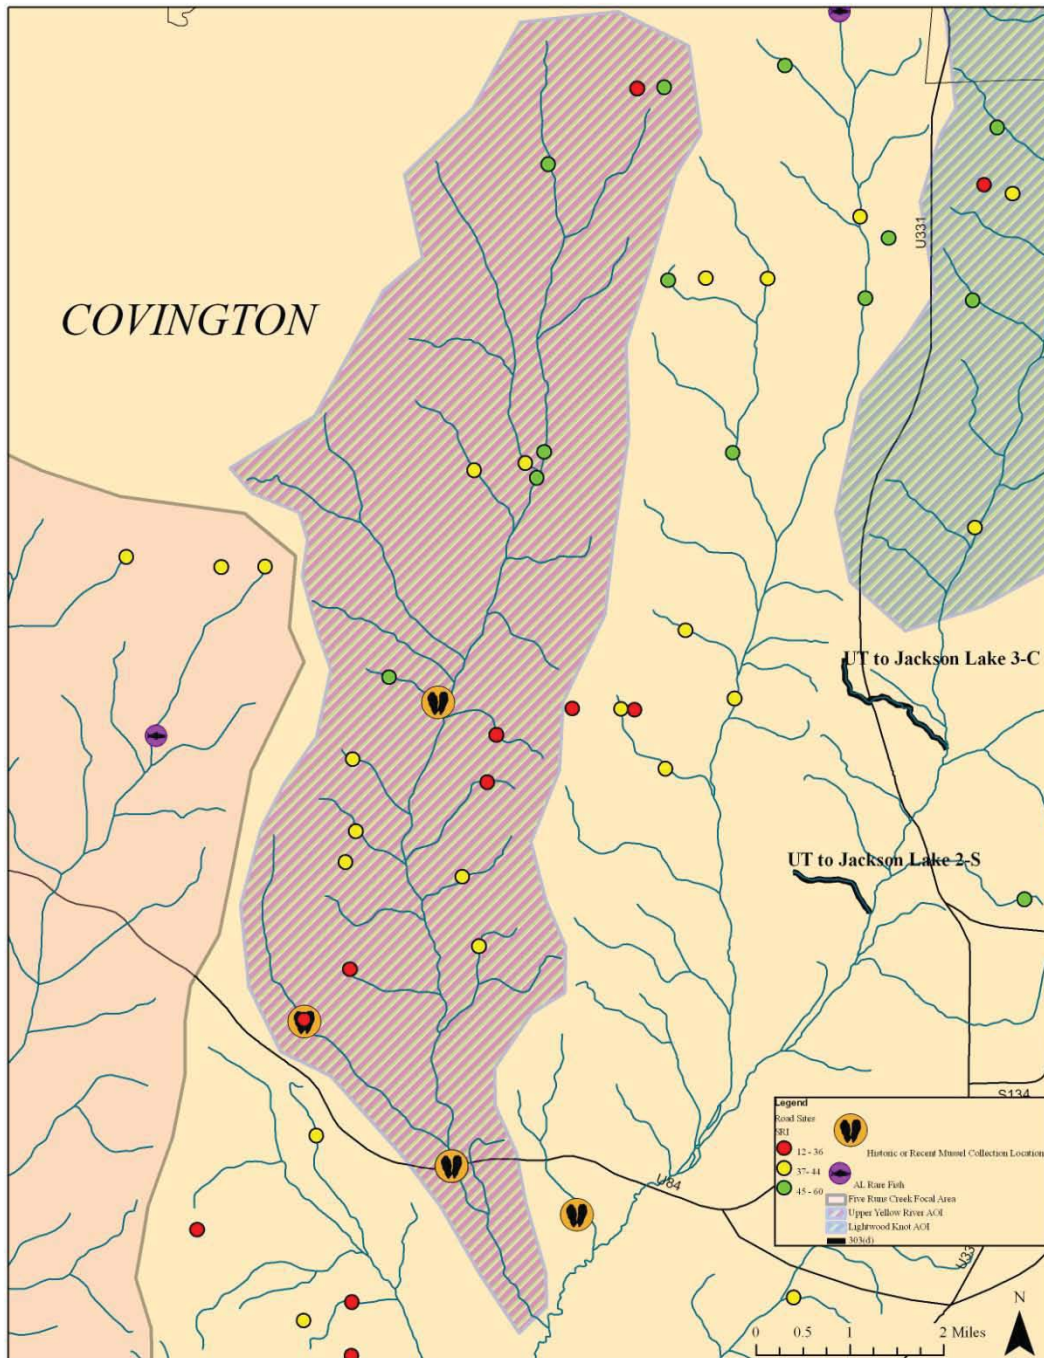 U331
COVINGTON
UT to Jackson Lake 3-C
UT to Jackson Lake 2-S
S134
Legend
Road Sites
SRI
12 - 36
37 - 44
45 - 60
Historic or Recent Mussel Collection Location
AL Rare Fish
Five Runs Creek Focal Area
Upper Yellow River AOI
Lightwood Knot AOI
303(d)
U84
N
0 0.5 1 2 Miles